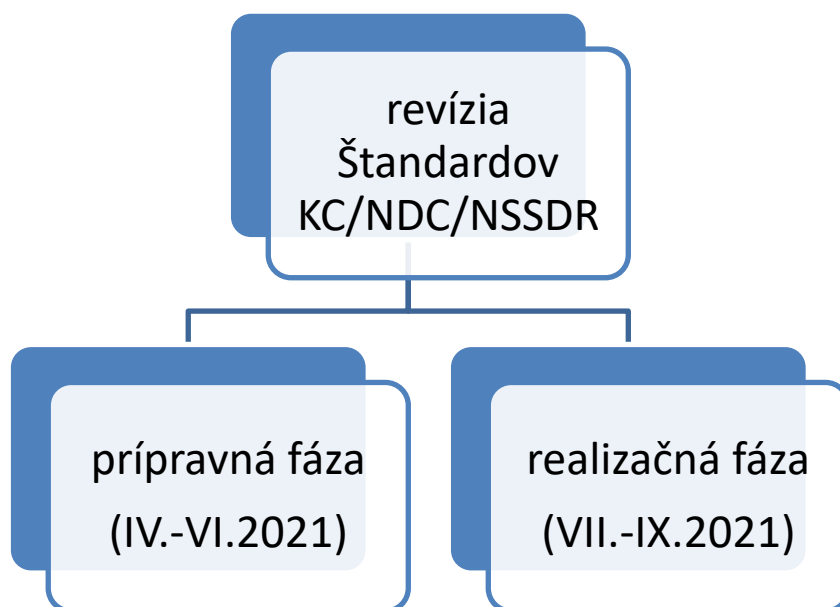 revízia
Štandardov
KC/NDC/NSSDR
prípravná fáza
(IV.-VI.2021)
realizačná fáza
(VII.-IX.2021)